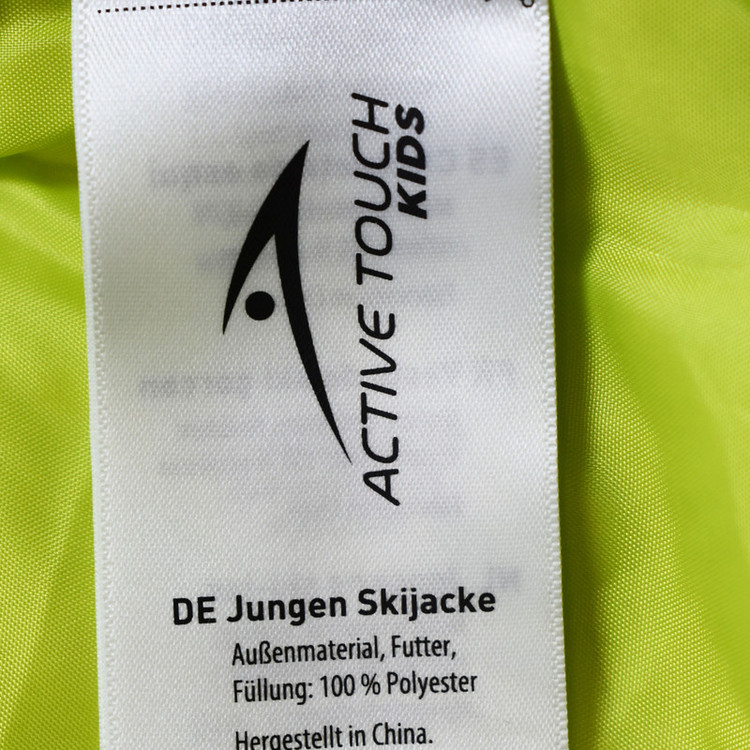 ACTIVE TOUCH
KIDS
DE Jungen Skijacke
Außenmaterial, Futter,
Füllung: 100 % Polyester
Hergestellt in China.